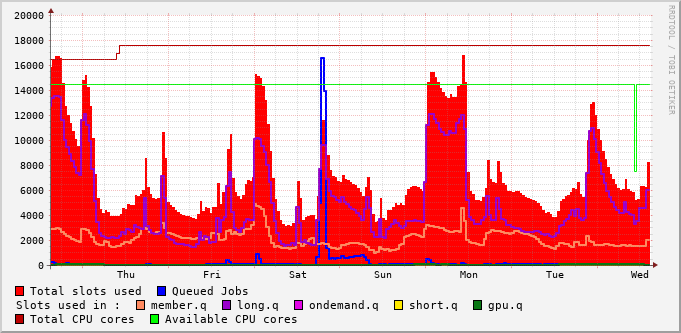 20000
18000
16000
14000
12000
10000
8000
6000
4000
2000
0
Thu Fri Sat Sun Mon Tue Wed
RRDTOOL / TOBI OETIKER
Total slots used Queued Jobs
Slots used in : member.q long.q ondemand.q short.q gpu.q
Total CPU cores Available CPU cores